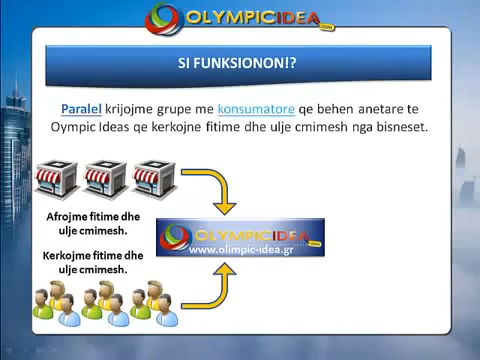 OLYMPICIDEA.com
SI FUNKSIONON!?
Paralel krijojme grupe me konsumatore qe behen anetare te
Oympic Ideas qe kerkojne fitime dhe ulje cmimesh nga bisneset.
Afrojme fitime dhe
ulje cmimesh.
OLYMPICIDEA.com
www.olimpic-idea.gr
Kerkojme fitime dhe
ulje cmimesh.